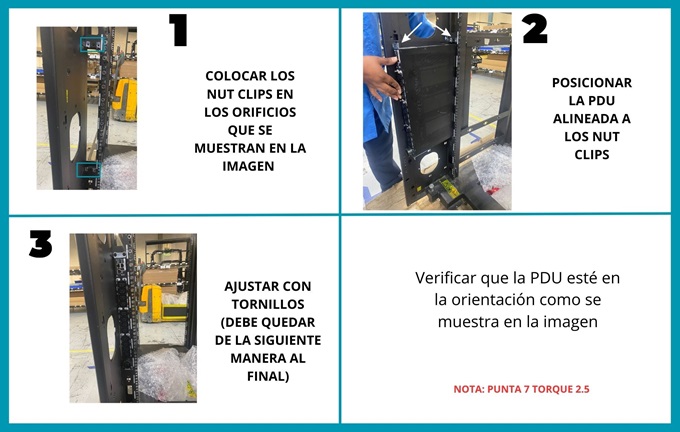 1
COLOCAR LOS
NUT CLIPS EN
LOS ORIFICIOS
QUE SE
MUESTRAN EN LA
IMAGEN
2
POSICIONAR
LA PDU
ALINEADA A
LOS NUT
CLIPS
3
AJUSTAR CON
TORNILLOS
(DEBE QUEDAR
DE LA SIGUIENTE
MANERA AL
FINAL)
Verificar que la PDU esté en
la orientación como se
muestra en la imagen
NOTA: PUNTA 7 TORQUE 2.5